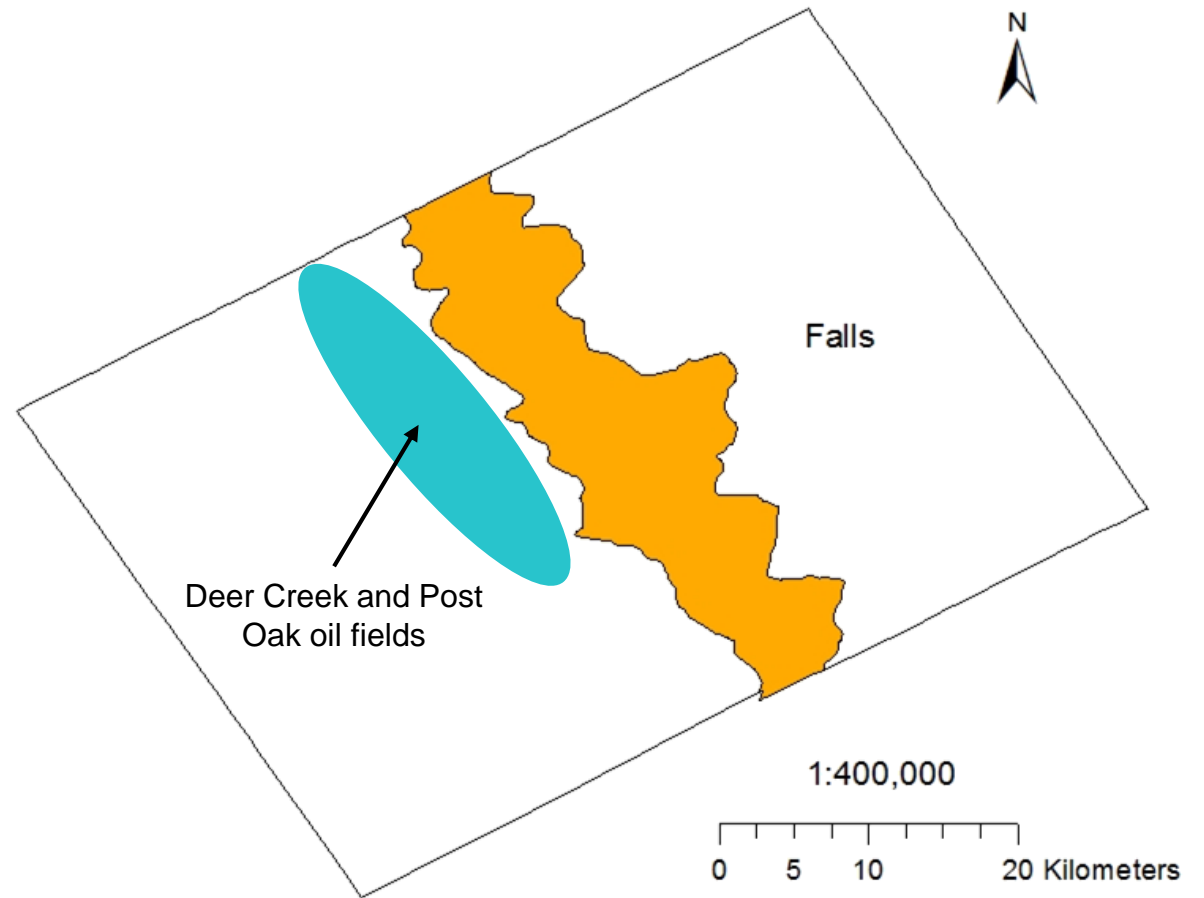 N
Falls
Deer Creek and Post
Oak oil fields
1:400,000
0 5 10 20 Kilometers